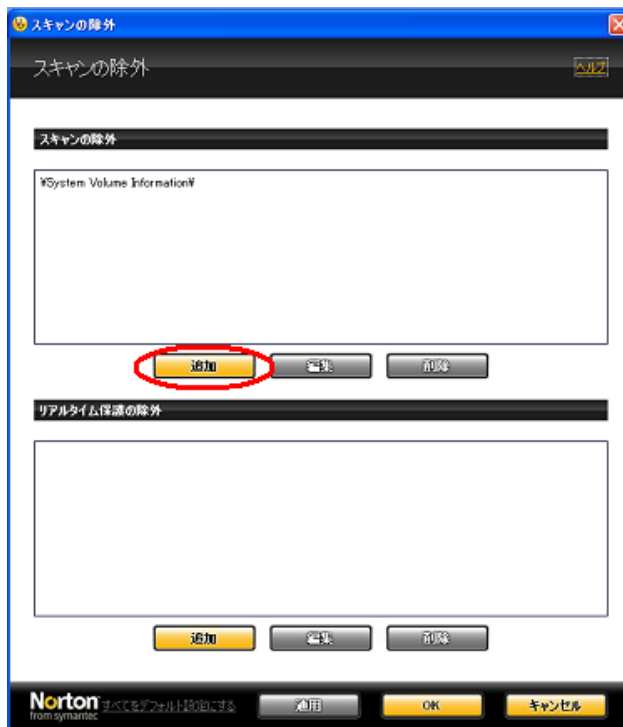 スキャンの除外
スキャンの除外
ヘルプ
スキャンの除外
¥System Volume Information¥
追加 編集 削除
リアルタイム保護の除外
追加 編集 削除
Norton
from symantec
すべてをデフォルト設定にする 適用 OK キャンセル